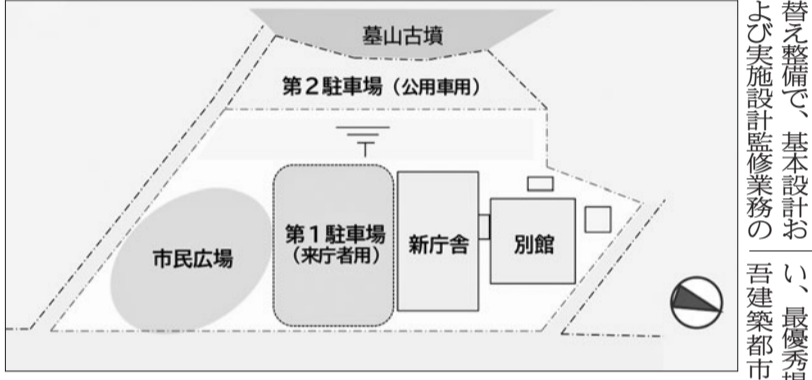 墓山古墳
第2駐車場（公用車用）
市民広場
第1駐車場
（来庁者用）
新庁舎
別館
替え整備で、基本設計お
よび実施設計監修業務の
い、最優秀提
吾建築都市